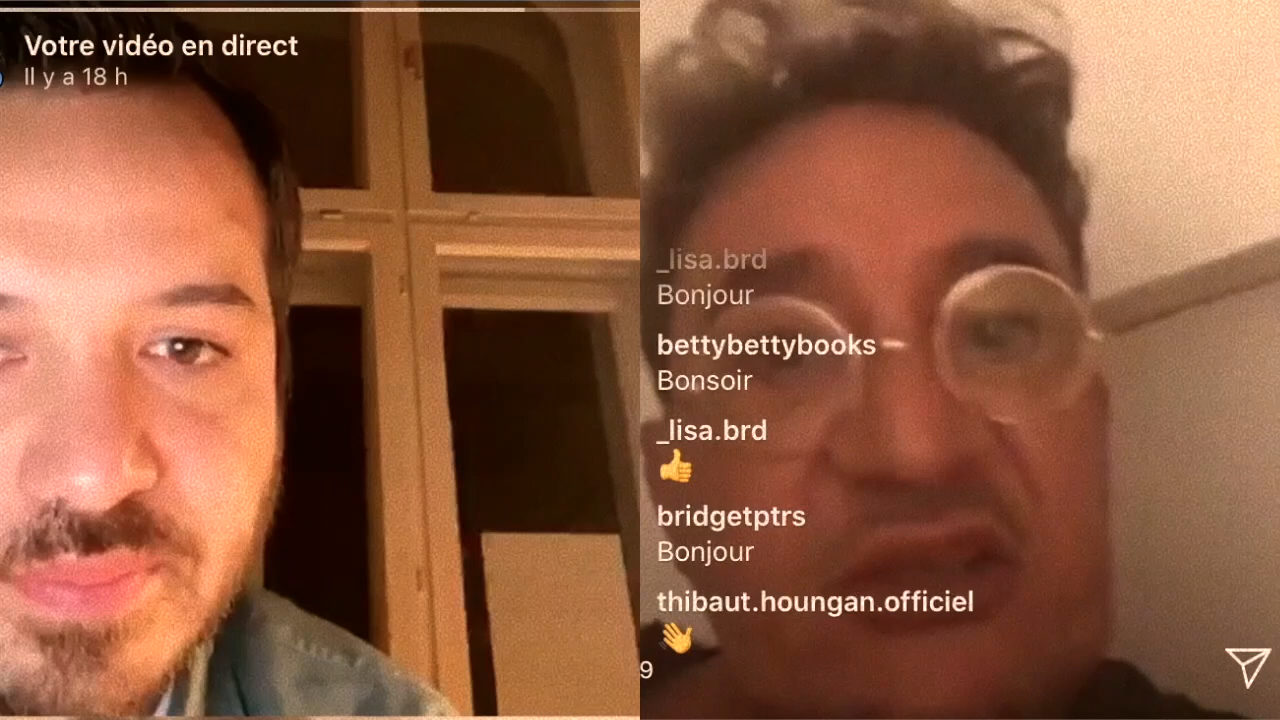 Votre vidéo en direct
Il y a 18 h
_lisa.brd
Bonjour
bettybettybooks
Bonsoir
_lisa.brd
👍
bridgetptrs
Bonjour
thibaut.houngan.officiel
👋
9